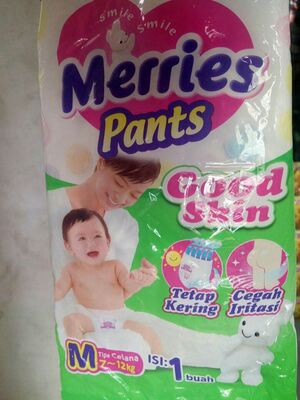 Smile Smile
Merries
Pants
Good
Skin
Tetap
Kering
Cegah
Iritasi
M Tipe Celana
7~12kg
ISI: 1
buah